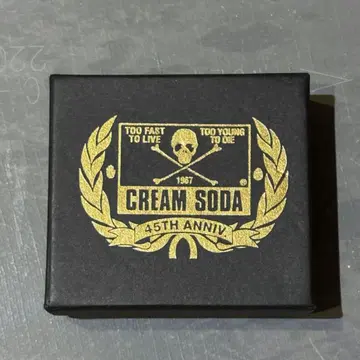 TOO FAST
TO LIVE
TOO YOUNG
TO DIE
1967
CREAM SODA
®
45TH ANNIV.